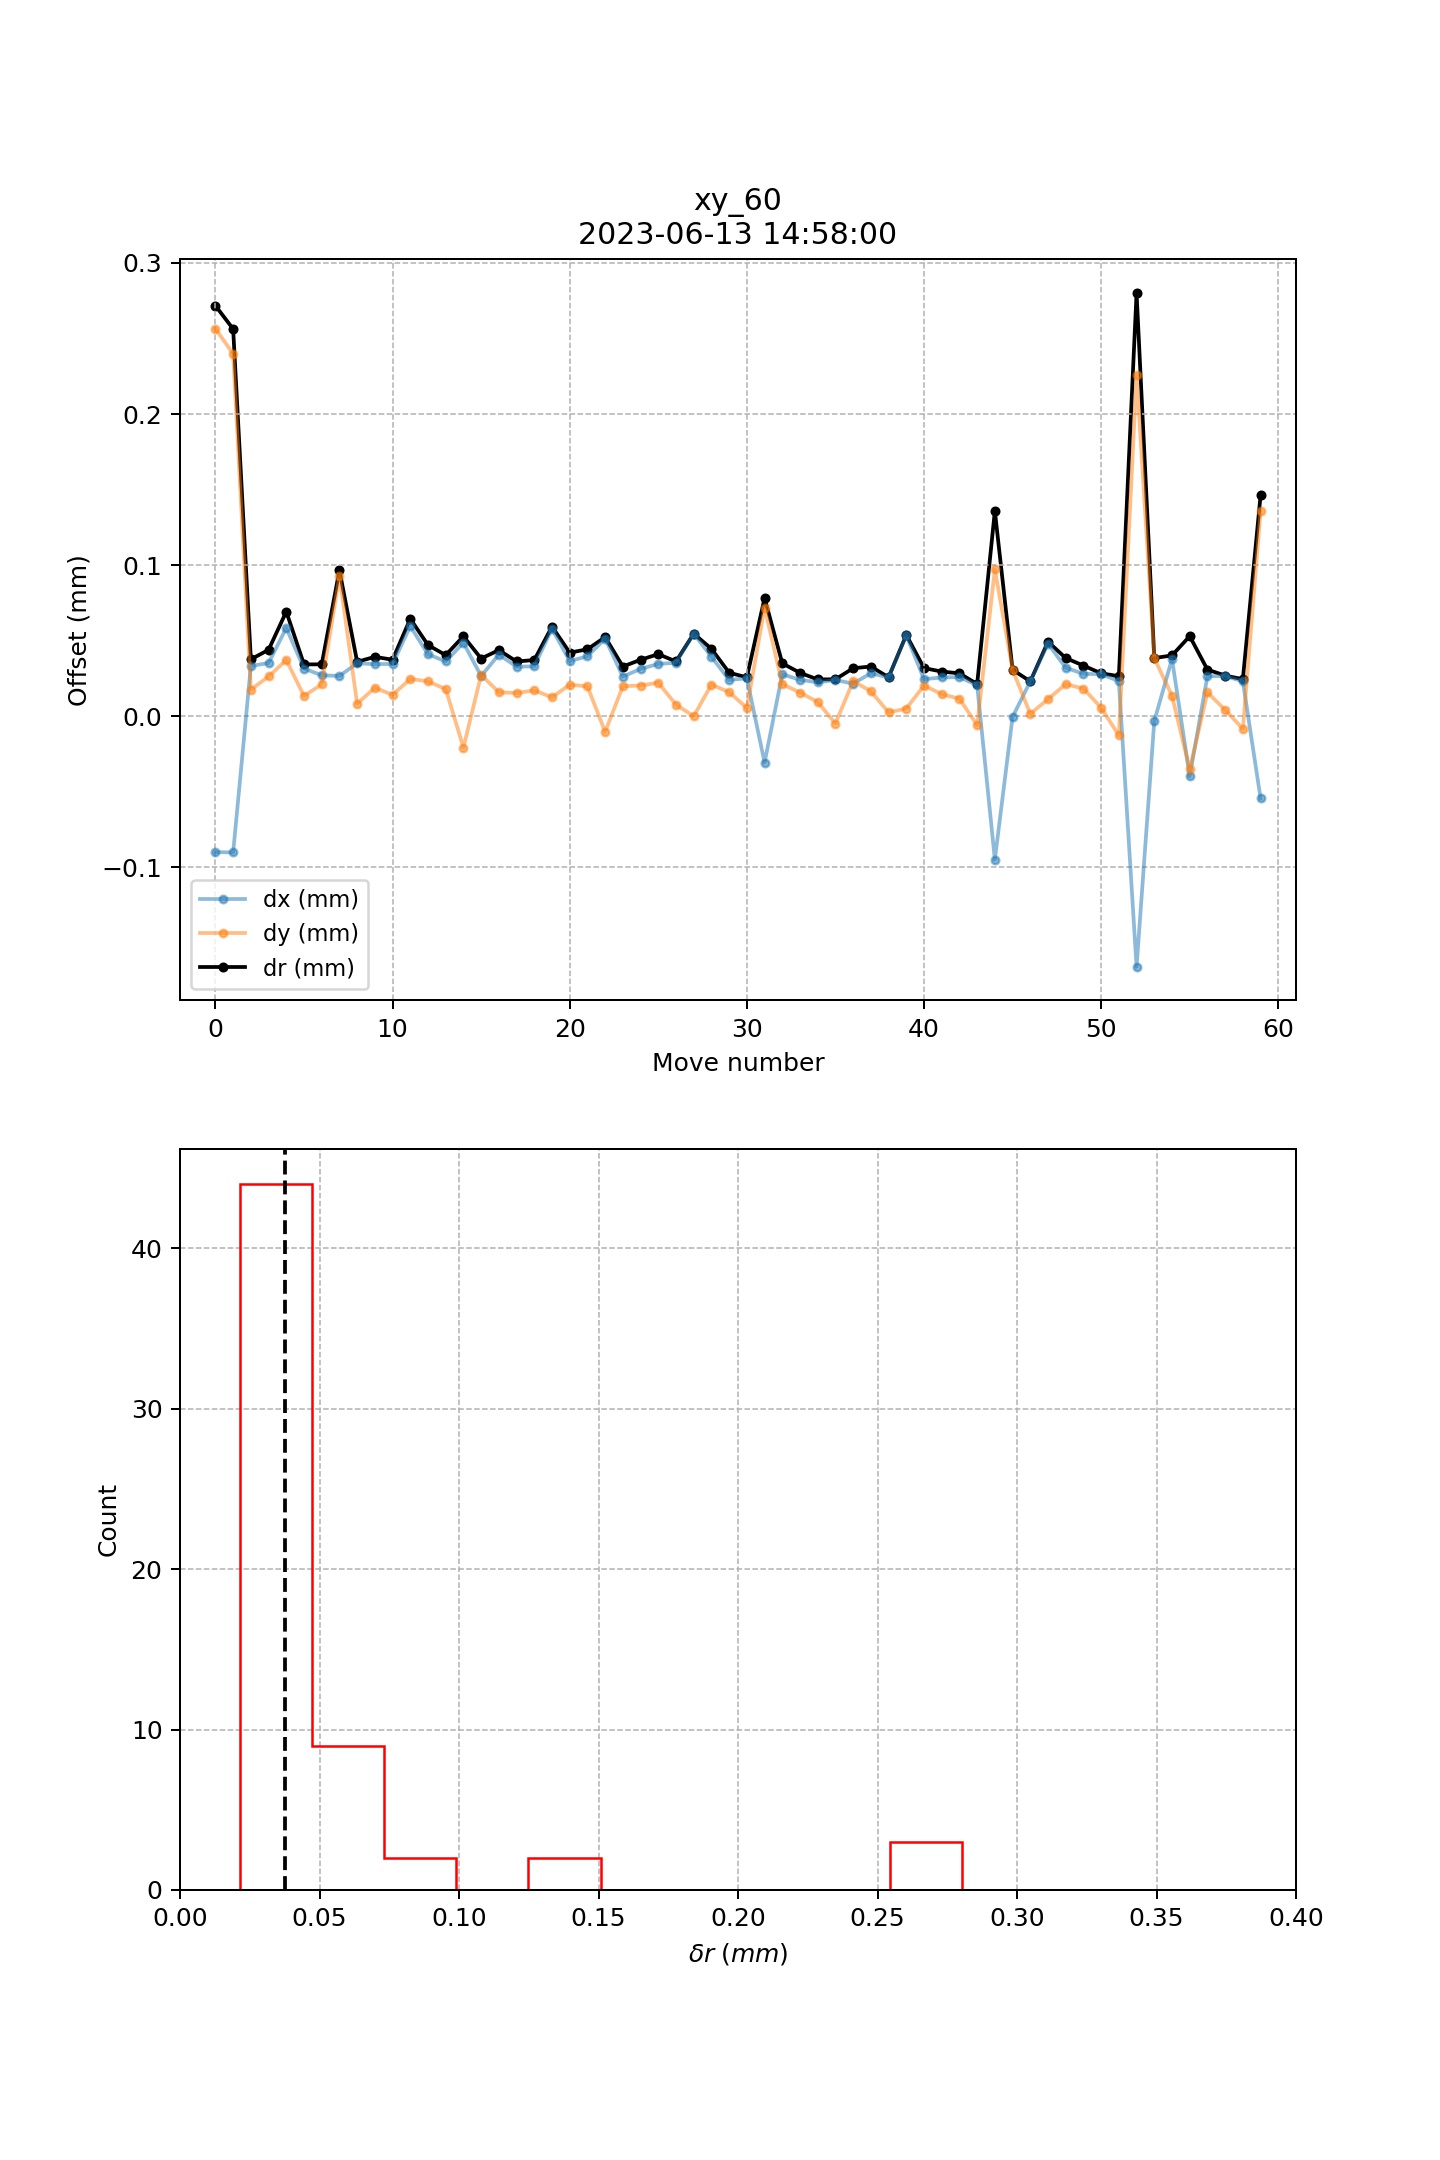 xy_60
2023-06-13 14:58:00
0.3
0.2
0.1
0.0
−0.1
Offset (mm)
dx (mm)
dy (mm)
dr (mm)
0 10 20 30 40 50 60
Move number
40
30
20
10
0
Count
0.00 0.05 0.10 0.15 0.20 0.25 0.30 0.35 0.40
δr (mm)